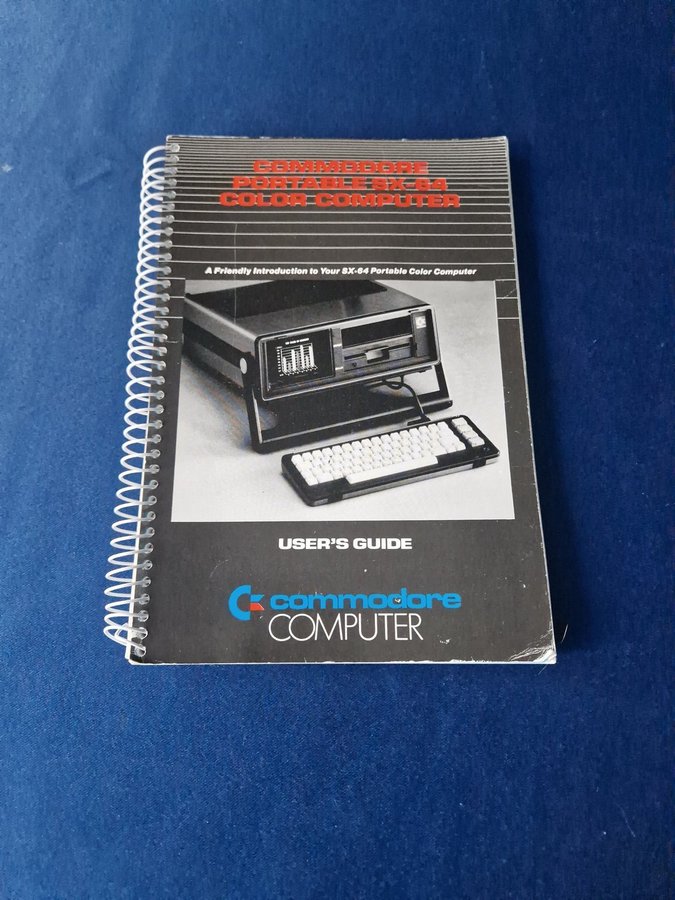 COMMODORE
PORTABLE SX-64
COLOR COMPUTER
A Friendly Introduction to Your SX-64 Portable Color Computer
USER'S GUIDE
commodore
COMPUTER